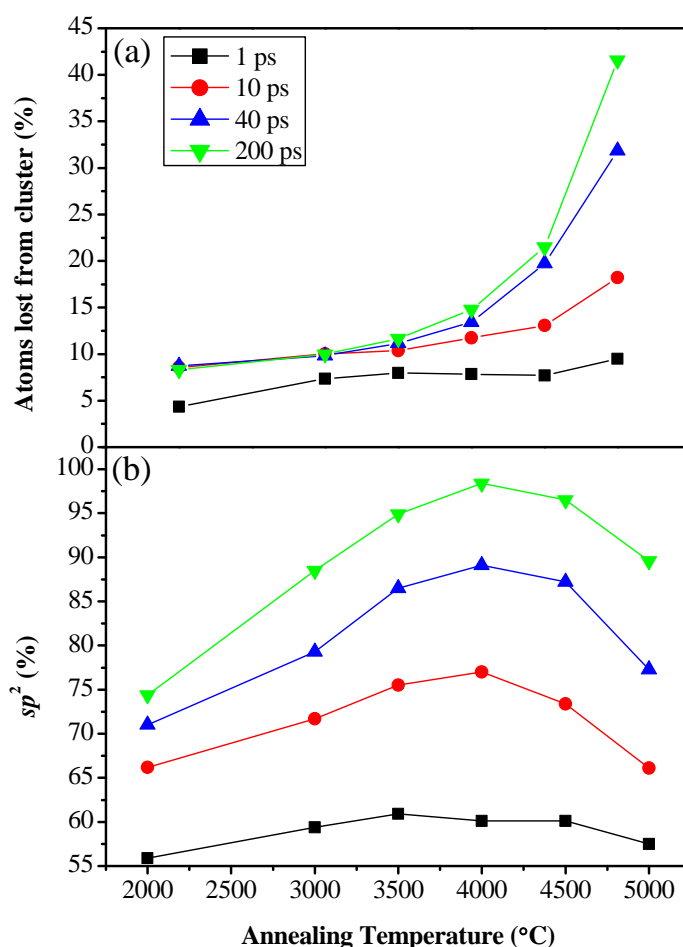 (a)
1 ps
10 ps
40 ps
200 ps
Atoms lost from cluster (%)
45
40
35
30
25
20
15
10
5
0
(b)
sp² (%)
100
95
90
85
80
75
70
65
60
55
2000 2500 3000 3500 4000 4500 5000
Annealing Temperature (°C)